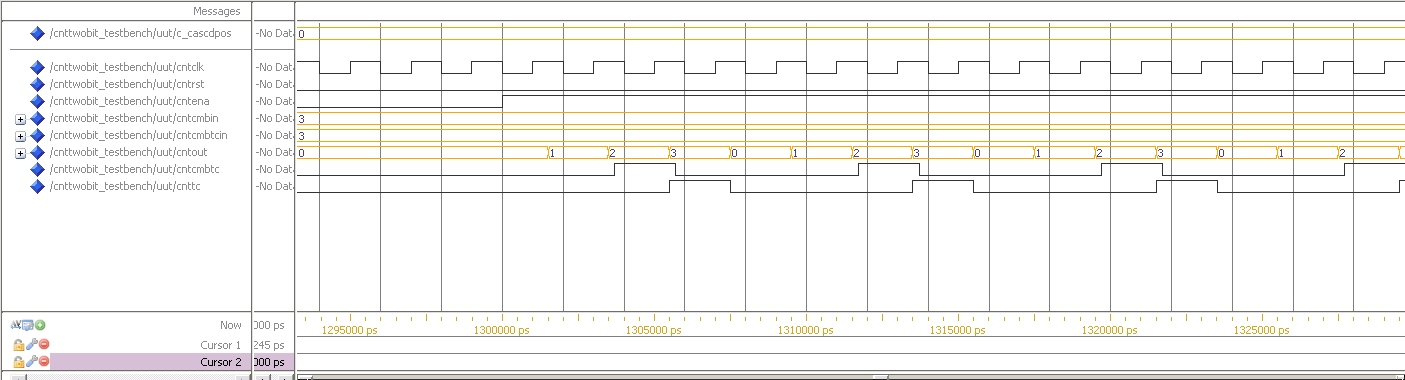 Messages
/cnttwobit_testbench/uut/c_cascdpos -No Dat 0
/cnttwobit_testbench/uut/cntclk -No Dat
/cnttwobit_testbench/uut/cntrst -No Dat
/cnttwobit_testbench/uut/cntena -No Dat
/cnttwobit_testbench/uut/cntcmbin -No Dat 3
/cnttwobit_testbench/uut/cntcmbtcin -No Dat 3
/cnttwobit_testbench/uut/cntout -No Dat 0 1 2 3 0 1 2 3 0 1 2 3 0 1 2
/cnttwobit_testbench/uut/cntcmbtc -No Dat
/cnttwobit_testbench/uut/cnttc -No Dat
Now 000 ps 1295000 ps 1300000 ps 1305000 ps 1310000 ps 1315000 ps 1320000 ps 1325000 ps
Cursor 1 245 ps
Cursor 2 000 ps